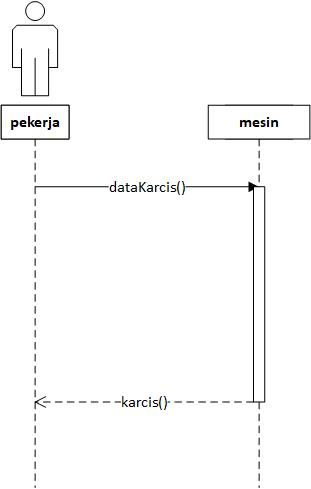 pekerja
mesin
dataKarcis()
karcis()